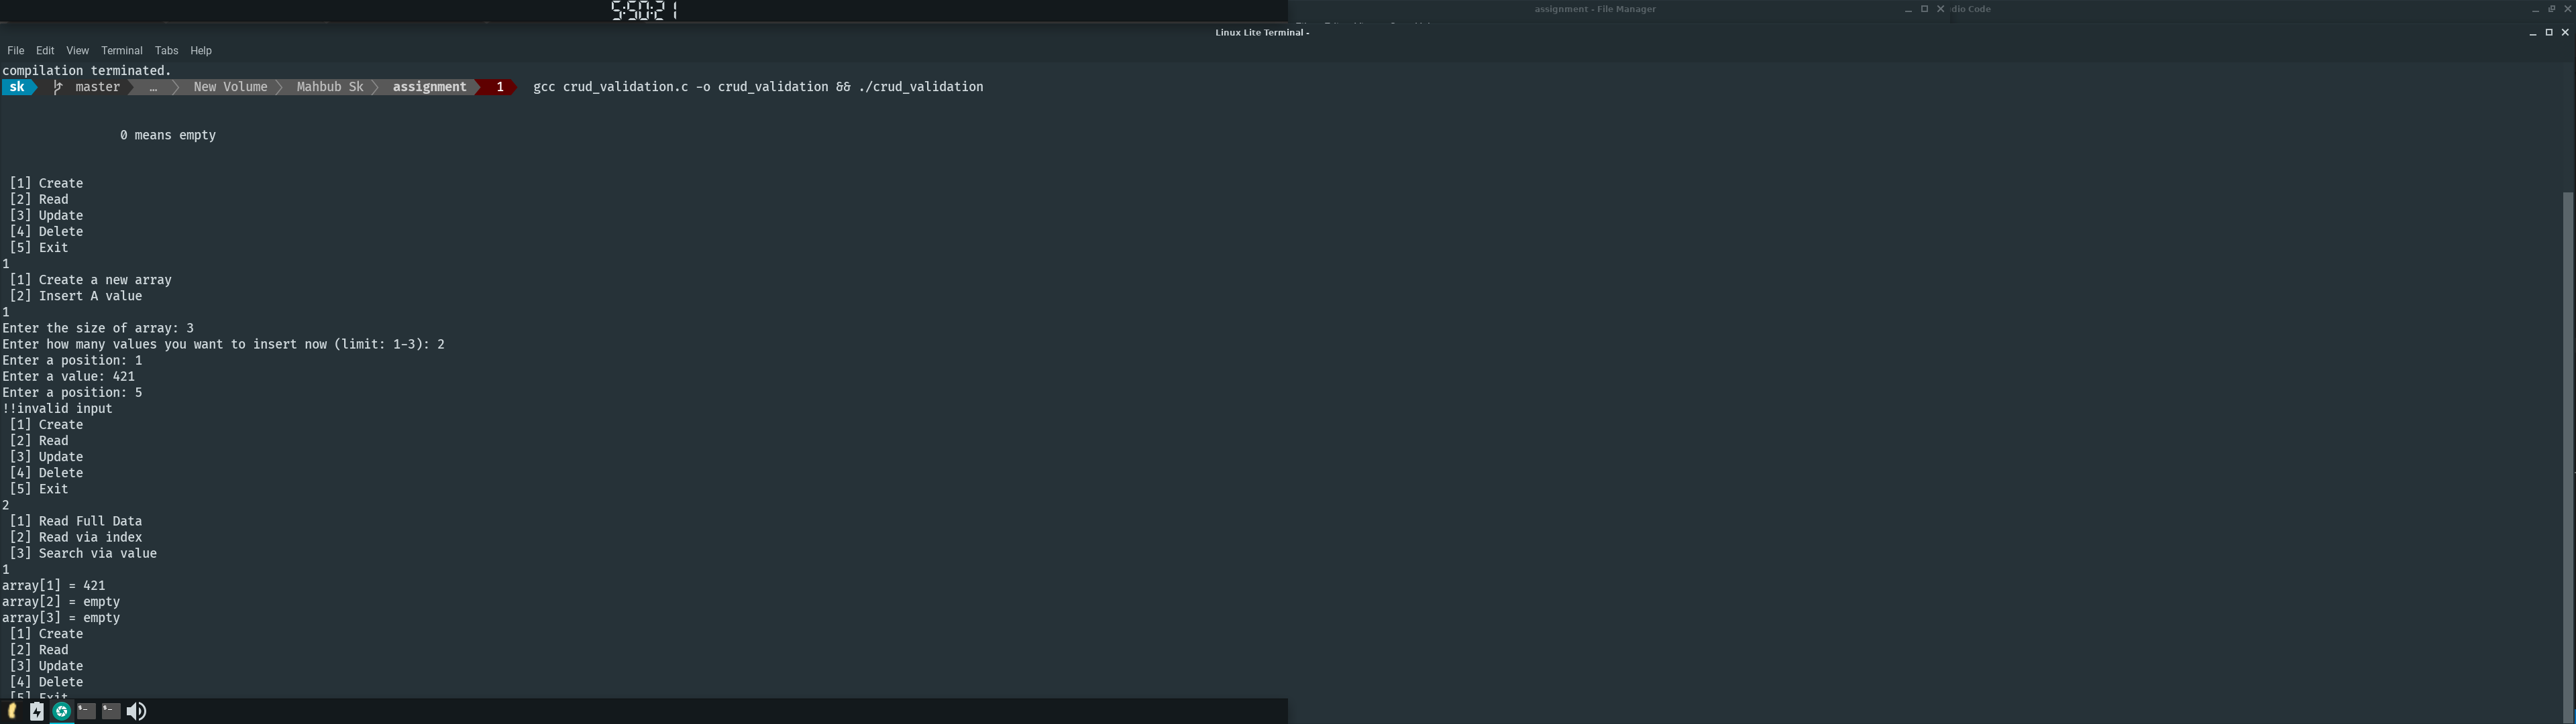 5:50:21
assignment - File Manager
dio Code
Linux Lite Terminal -
File Edit View Terminal Tabs Help
compilation terminated.
sk master … New Volume Mahbub Sk assignment 1 gcc crud_validation.c -o crud_validation && ./crud_validation
0 means empty
[1] Create
[2] Read
[3] Update
[4] Delete
[5] Exit
1
[1] Create a new array
[2] Insert A value
1
Enter the size of array: 3
Enter how many values you want to insert now (limit: 1-3): 2
Enter a position: 1
Enter a value: 421
Enter a position: 5
!!invalid input
[1] Create
[2] Read
[3] Update
[4] Delete
[5] Exit
2
[1] Read Full Data
[2] Read via index
[3] Search via value
1
array[1] = 421
array[2] = empty
array[3] = empty
[1] Create
[2] Read
[3] Update
[4] Delete
[5] Exit